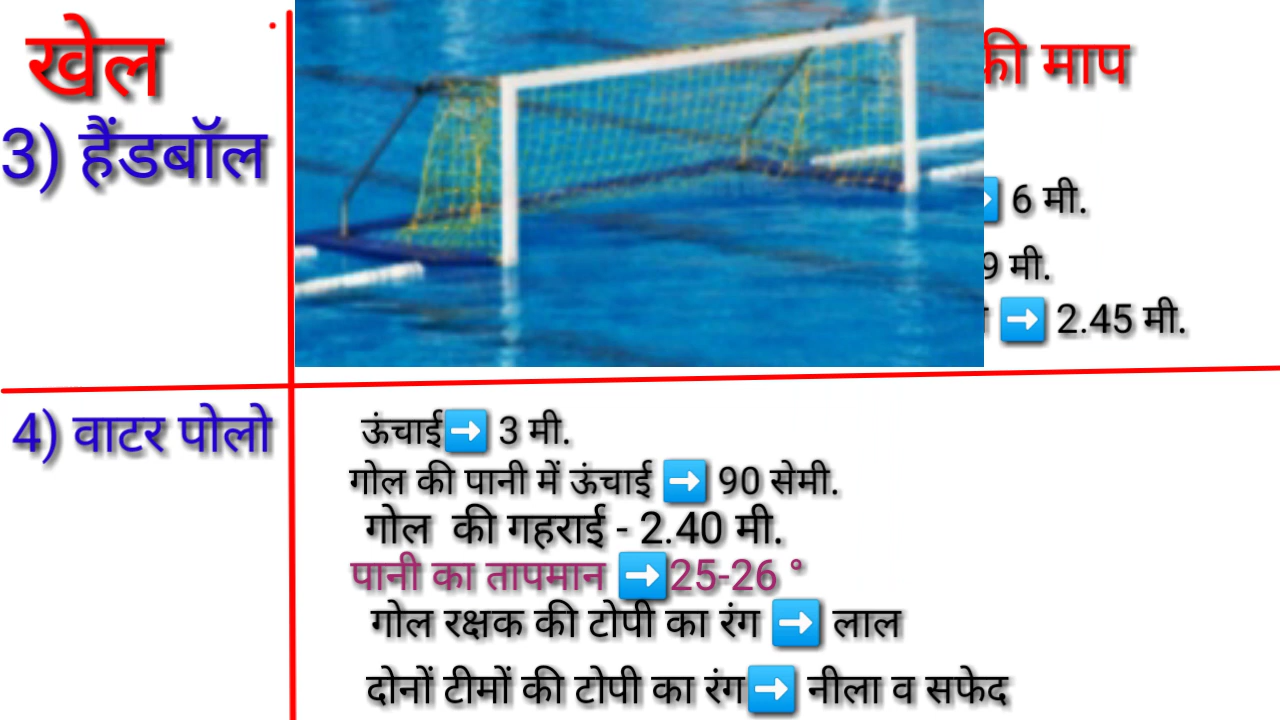 खेल
की माप
3) हैंडबॉल
➡️ 6 मी.
9 मी.
➡️ 2.45 मी.
4) वाटर पोलो
ऊंचाई➡️ 3 मी.
गोल की पानी में ऊंचाई ➡️ 90 सेमी.
गोल की गहराई - 2.40 मी.
पानी का तापमान ➡️25-26 °
गोल रक्षक की टोपी का रंग ➡️ लाल
दोनों टीमों की टोपी का रंग➡️ नीला व सफेद